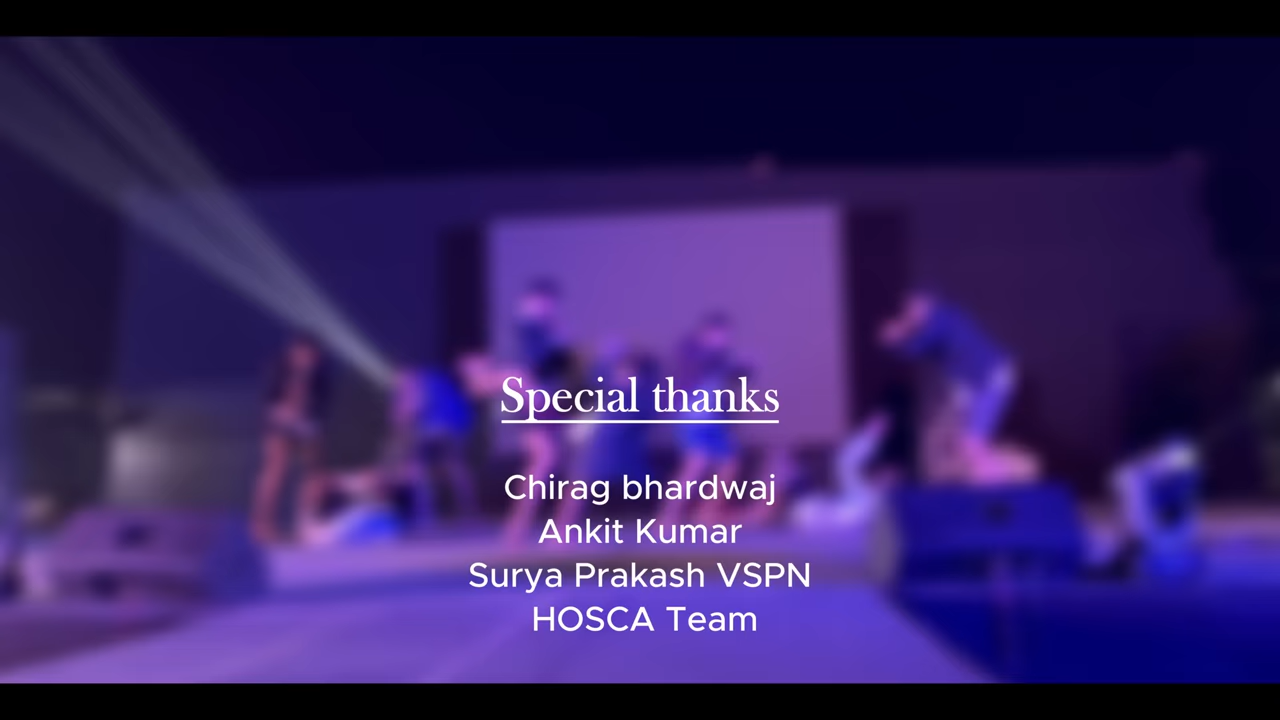 Special thanks
Chirag bhardwaj
Ankit Kumar
Surya Prakash VSPN
HOSCA Team